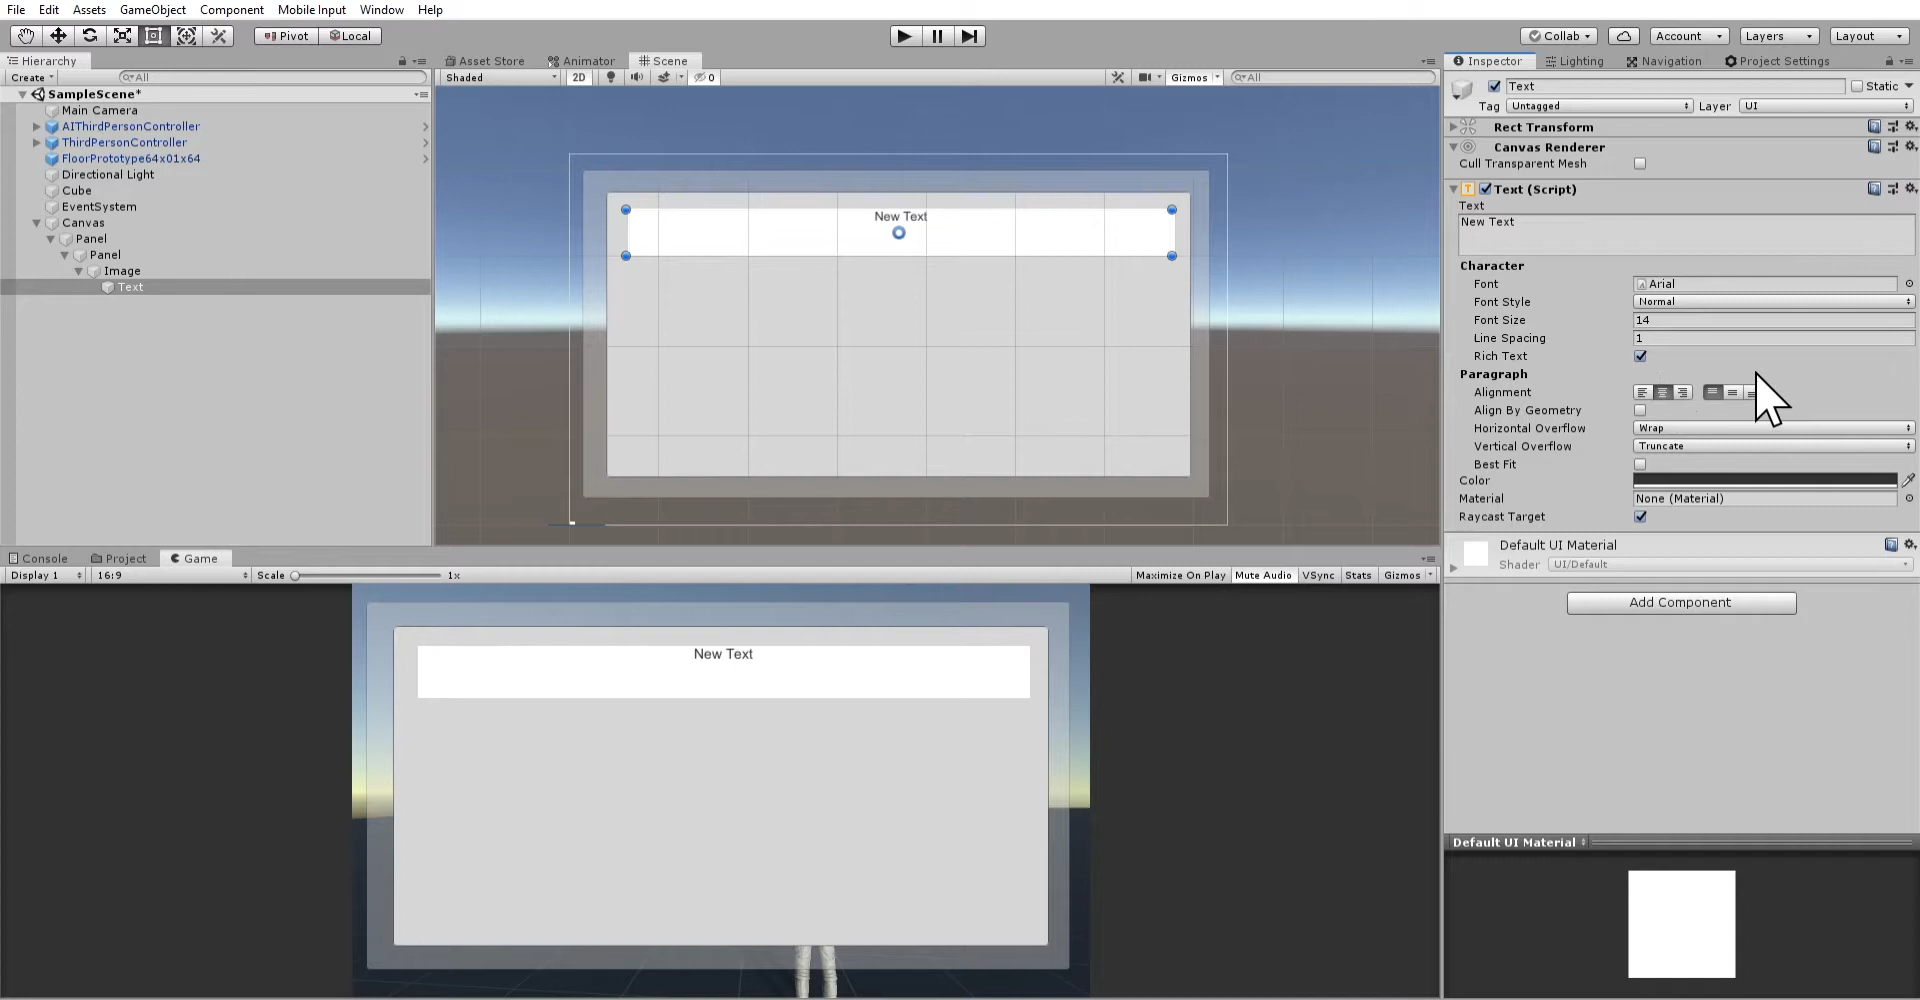 File Edit Assets GameObject Component Mobile Input Window Help
Pivot Local Collab Account Layers Layout
Hierarchy
Create All
SampleScene*
Main Camera
AIThirdPersonController
ThirdPersonController
FloorPrototype64x01x64
Directional Light
Cube
EventSystem
Canvas
Panel
Panel
Image
Text
Asset Store Animator Scene
Shaded 2D 0 Gizmos All
New Text
Console Project Game
Display 1 16:9 Scale 1x Maximize On Play Mute Audio VSync Stats Gizmos
New Text
Inspector Lighting Navigation Project Settings
Text Static
Tag Untagged Layer UI
Rect Transform
Canvas Renderer
Cull Transparent Mesh
Text (Script)
Text
New Text
Character
Font Arial
Font Style Normal
Font Size 14
Line Spacing 1
Rich Text
Paragraph
Alignment
Align By Geometry
Horizontal Overflow Wrap
Vertical Overflow Truncate
Best Fit
Color
Material None (Material)
Raycast Target
Default UI Material
Shader UI/Default
Add Component
Default UI Material